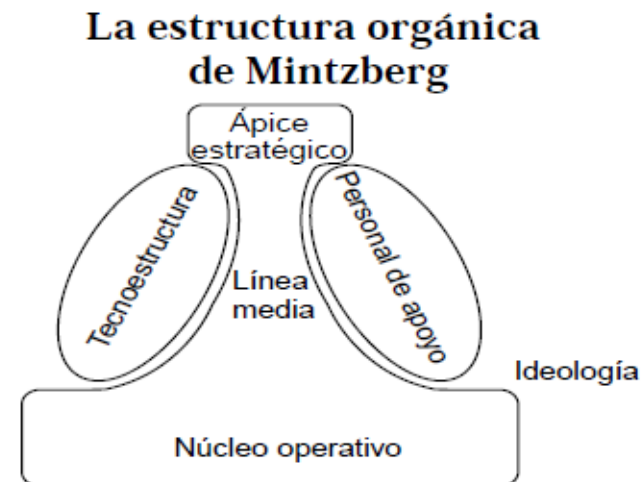 La estructura orgánica
de Mintzberg
Ápice
estratégico
Tecnoestructura
Línea
media
Personal de apoyo
Ideología
Núcleo operativo